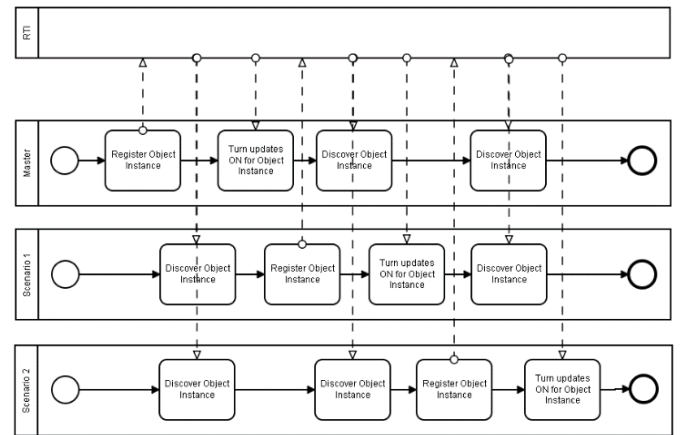 RTI
Master
Register Object
Instance
Turn updates
ON for Object
Instance
Discover Object
Instance
Discover Object
Instance
Scenario 1
Discover Object
Instance
Register Object
Instance
Turn updates
ON for Object
Instance
Discover Object
Instance
Scenario 2
Discover Object
Instance
Discover Object
Instance
Register Object
Instance
Turn updates
ON for Object
Instance